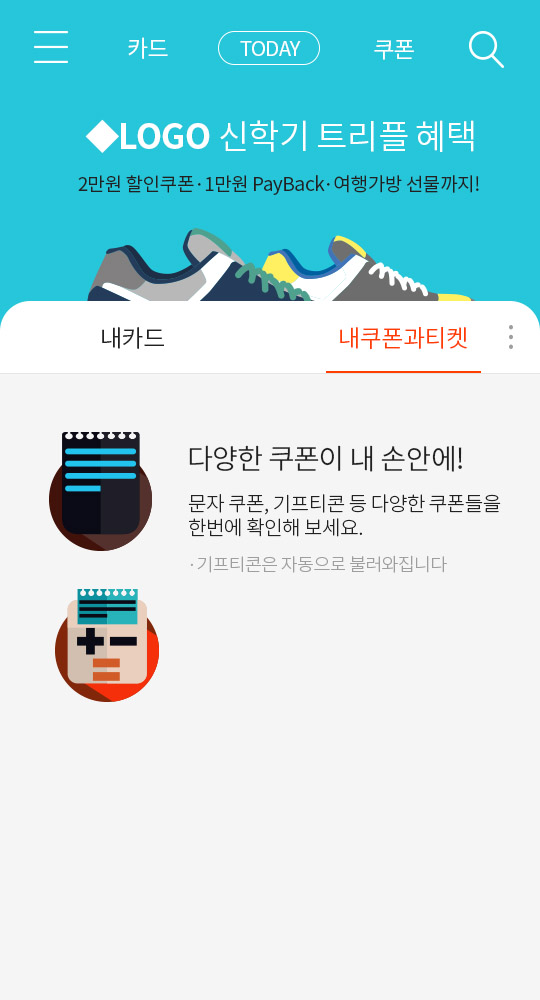 카드 TODAY 쿠폰
◆LOGO 신학기 트리플 혜택
2만원 할인쿠폰·1만원 PayBack·여행가방 선물까지!
내카드 내쿠폰과티켓
다양한 쿠폰이 내 손안에!
문자 쿠폰, 기프티콘 등 다양한 쿠폰들을
한번에 확인해 보세요.
·기프티콘은 자동으로 불러와집니다